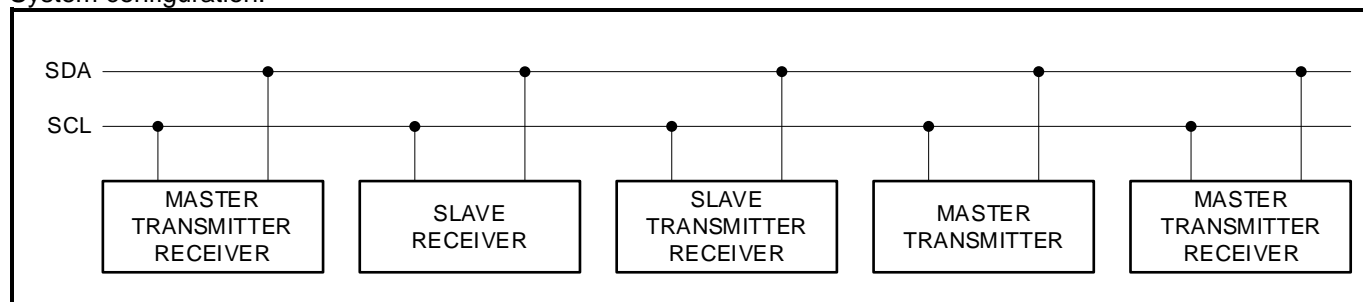 System configuration.
SDA
SCL
MASTER
TRANSMITTER
RECEIVER
SLAVE
RECEIVER
SLAVE
TRANSMITTER
RECEIVER
MASTER
TRANSMITTER
MASTER
TRANSMITTER
RECEIVER